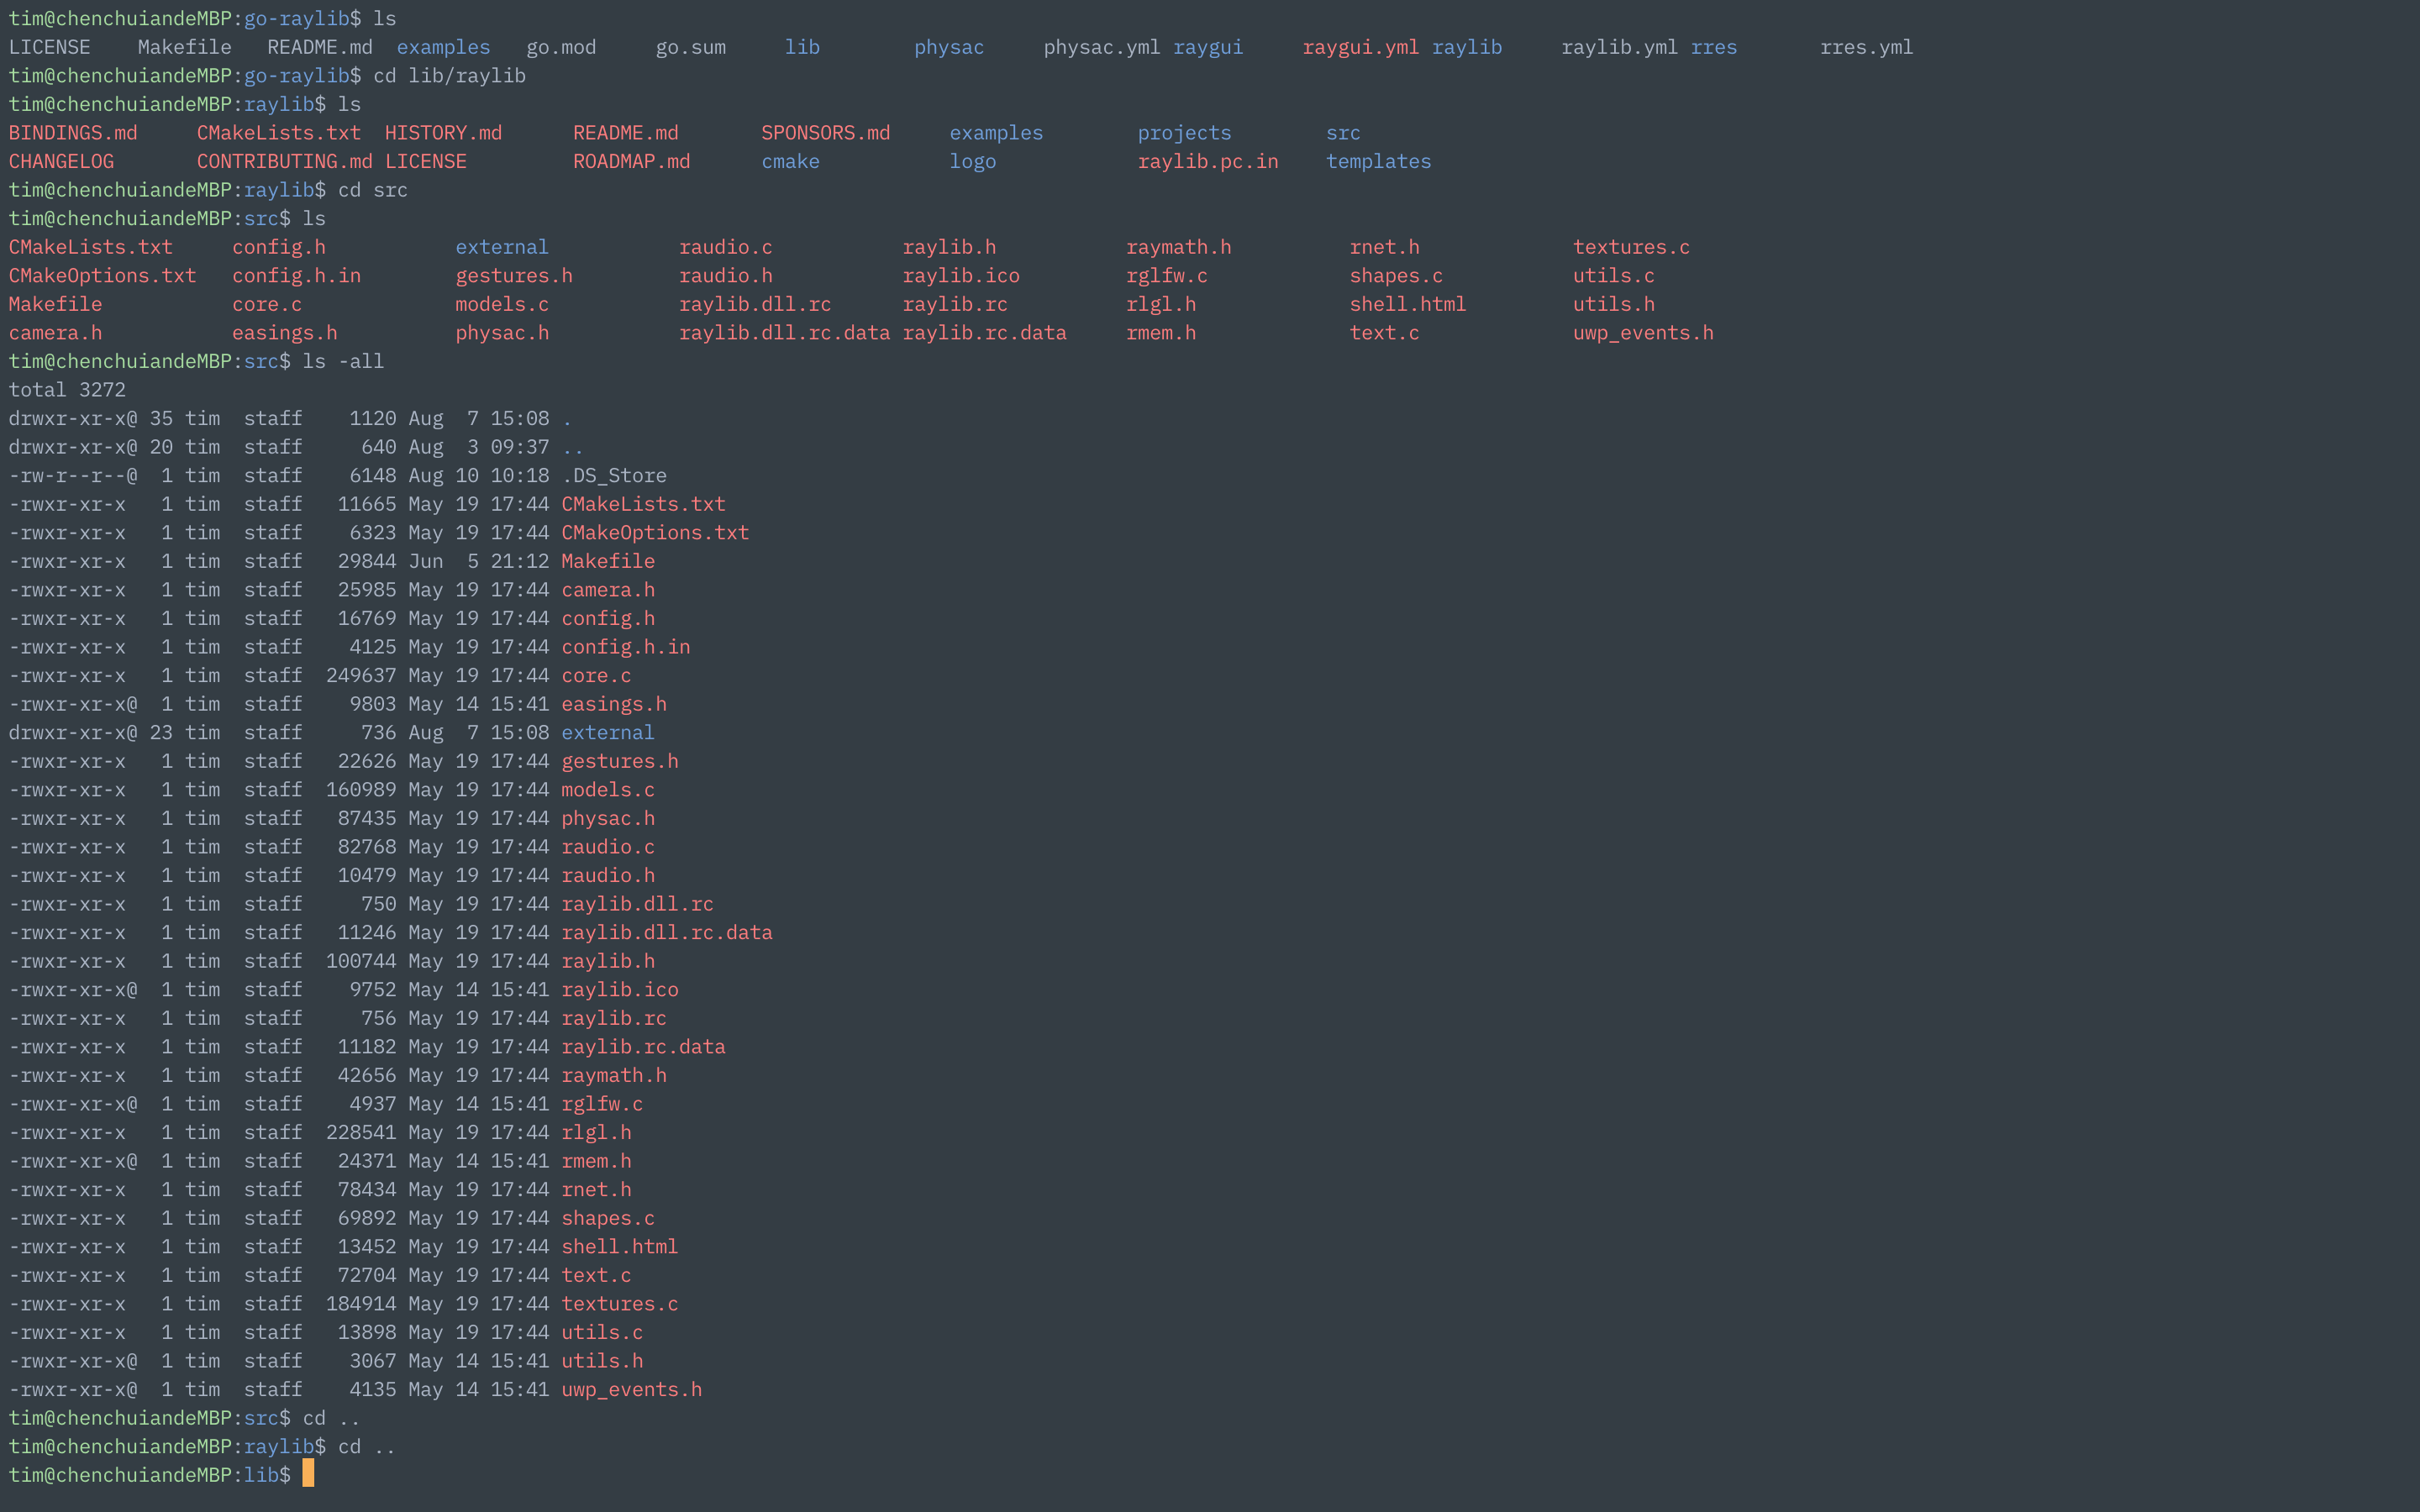 tim@chenchuiandeMBP:go-raylib$ ls
LICENSE    Makefile   README.md  examples   go.mod     go.sum     lib        physac     physac.yml raygui     raygui.yml raylib     raylib.yml rres       rres.yml
tim@chenchuiandeMBP:go-raylib$ cd lib/raylib
tim@chenchuiandeMBP:raylib$ ls
BINDINGS.md     CMakeLists.txt  HISTORY.md      README.md       SPONSORS.md     examples        projects        src
CHANGELOG       CONTRIBUTING.md LICENSE         ROADMAP.md      cmake           logo            raylib.pc.in    templates
tim@chenchuiandeMBP:raylib$ cd src
tim@chenchuiandeMBP:src$ ls
CMakeLists.txt     config.h           external           raudio.c           raylib.h           raymath.h          rnet.h             textures.c
CMakeOptions.txt   config.h.in        gestures.h         raudio.h           raylib.ico         rglfw.c            shapes.c           utils.c
Makefile           core.c             models.c           raylib.dll.rc      raylib.rc          rlgl.h             shell.html         utils.h
camera.h           easings.h          physac.h           raylib.dll.rc.data raylib.rc.data     rmem.h             text.c             uwp_events.h
tim@chenchuiandeMBP:src$ ls -all
total 3272
drwxr-xr-x@ 35 tim  staff    1120 Aug  7 15:08 .
drwxr-xr-x@ 20 tim  staff     640 Aug  3 09:37 ..
-rw-r--r--@  1 tim  staff    6148 Aug 10 10:18 .DS_Store
-rwxr-xr-x   1 tim  staff   11665 May 19 17:44 CMakeLists.txt
-rwxr-xr-x   1 tim  staff    6323 May 19 17:44 CMakeOptions.txt
-rwxr-xr-x   1 tim  staff   29844 Jun  5 21:12 Makefile
-rwxr-xr-x   1 tim  staff   25985 May 19 17:44 camera.h
-rwxr-xr-x   1 tim  staff   16769 May 19 17:44 config.h
-rwxr-xr-x   1 tim  staff    4125 May 19 17:44 config.h.in
-rwxr-xr-x   1 tim  staff  249637 May 19 17:44 core.c
-rwxr-xr-x@  1 tim  staff    9803 May 14 15:41 easings.h
drwxr-xr-x@ 23 tim  staff     736 Aug  7 15:08 external
-rwxr-xr-x   1 tim  staff   22626 May 19 17:44 gestures.h
-rwxr-xr-x   1 tim  staff  160989 May 19 17:44 models.c
-rwxr-xr-x   1 tim  staff   87435 May 19 17:44 physac.h
-rwxr-xr-x   1 tim  staff   82768 May 19 17:44 raudio.c
-rwxr-xr-x   1 tim  staff   10479 May 19 17:44 raudio.h
-rwxr-xr-x   1 tim  staff     750 May 19 17:44 raylib.dll.rc
-rwxr-xr-x   1 tim  staff   11246 May 19 17:44 raylib.dll.rc.data
-rwxr-xr-x   1 tim  staff  100744 May 19 17:44 raylib.h
-rwxr-xr-x@  1 tim  staff    9752 May 14 15:41 raylib.ico
-rwxr-xr-x   1 tim  staff     756 May 19 17:44 raylib.rc
-rwxr-xr-x   1 tim  staff   11182 May 19 17:44 raylib.rc.data
-rwxr-xr-x   1 tim  staff   42656 May 19 17:44 raymath.h
-rwxr-xr-x@  1 tim  staff    4937 May 14 15:41 rglfw.c
-rwxr-xr-x   1 tim  staff  228541 May 19 17:44 rlgl.h
-rwxr-xr-x@  1 tim  staff   24371 May 14 15:41 rmem.h
-rwxr-xr-x   1 tim  staff   78434 May 19 17:44 rnet.h
-rwxr-xr-x   1 tim  staff   69892 May 19 17:44 shapes.c
-rwxr-xr-x   1 tim  staff   13452 May 19 17:44 shell.html
-rwxr-xr-x   1 tim  staff   72704 May 19 17:44 text.c
-rwxr-xr-x   1 tim  staff  184914 May 19 17:44 textures.c
-rwxr-xr-x   1 tim  staff   13898 May 19 17:44 utils.c
-rwxr-xr-x@  1 tim  staff    3067 May 14 15:41 utils.h
-rwxr-xr-x@  1 tim  staff    4135 May 14 15:41 uwp_events.h
tim@chenchuiandeMBP:src$ cd ..
tim@chenchuiandeMBP:raylib$ cd ..
tim@chenchuiandeMBP:lib$